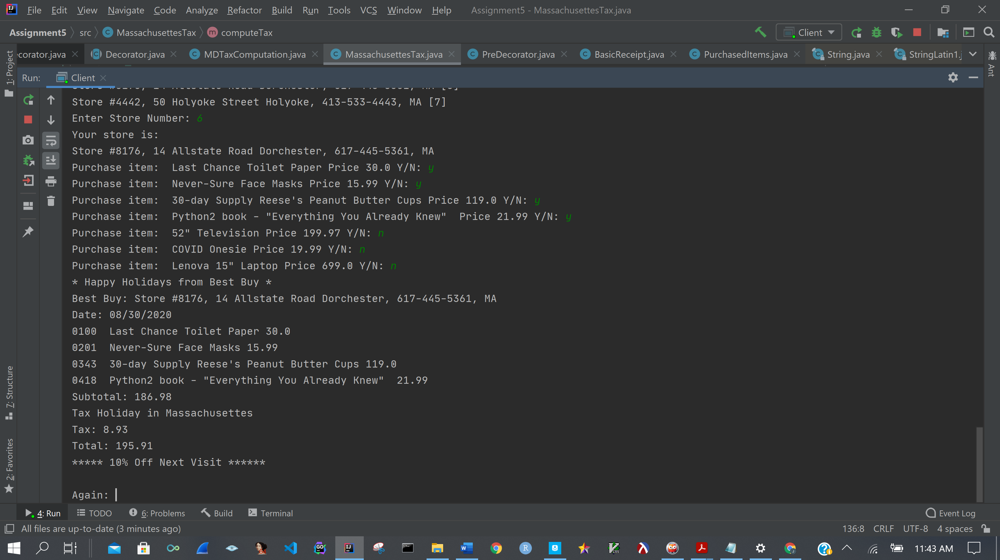 File Edit View Navigate Code Analyze Refactor Build Run Tools VCS Window Help Assignment5 - MassachusettesTax.java
Assignment5 src MassachusettesTax computeTax Client
ecorator.java Decorator.java MDTaxComputation.java MassachusettesTax.java PreDecorator.java BasicReceipt.java PurchasedItems.java String.java StringLatin1.j
1: Project
Ant
Run: Client
Store #4442, 50 Holyoke Street Holyoke, 413-533-4443, MA [7]
Enter Store Number: 6
Your store is:
Store #8176, 14 Allstate Road Dorchester, 617-445-5361, MA
Purchase item:  Last Chance Toilet Paper Price 30.0 Y/N: y
Purchase item:  Never-Sure Face Masks Price 15.99 Y/N: y
Purchase item:  30-day Supply Reese's Peanut Butter Cups Price 119.0 Y/N: y
Purchase item:  Python2 book - "Everything You Already Knew"  Price 21.99 Y/N: y
Purchase item:  52" Television Price 199.97 Y/N: n
Purchase item:  COVID Onesie Price 19.99 Y/N: n
Purchase item:  Lenova 15" Laptop Price 699.0 Y/N: n
* Happy Holidays from Best Buy *
Best Buy: Store #8176, 14 Allstate Road Dorchester, 617-445-5361, MA
Date: 08/30/2020
0100  Last Chance Toilet Paper 30.0
0201  Never-Sure Face Masks 15.99
0343  30-day Supply Reese's Peanut Butter Cups 119.0
0418  Python2 book - "Everything You Already Knew"  21.99
Subtotal: 186.98
Tax Holiday in Massachusettes
Tax: 8.93
Total: 195.91
***** 10% Off Next Visit ******
Again:
7: Structure
2: Favorites
4: Run TODO 6: Problems Build Terminal Event Log
All files are up-to-date (3 minutes ago) 136:8 CRLF UTF-8 4 spaces
11:43 AM